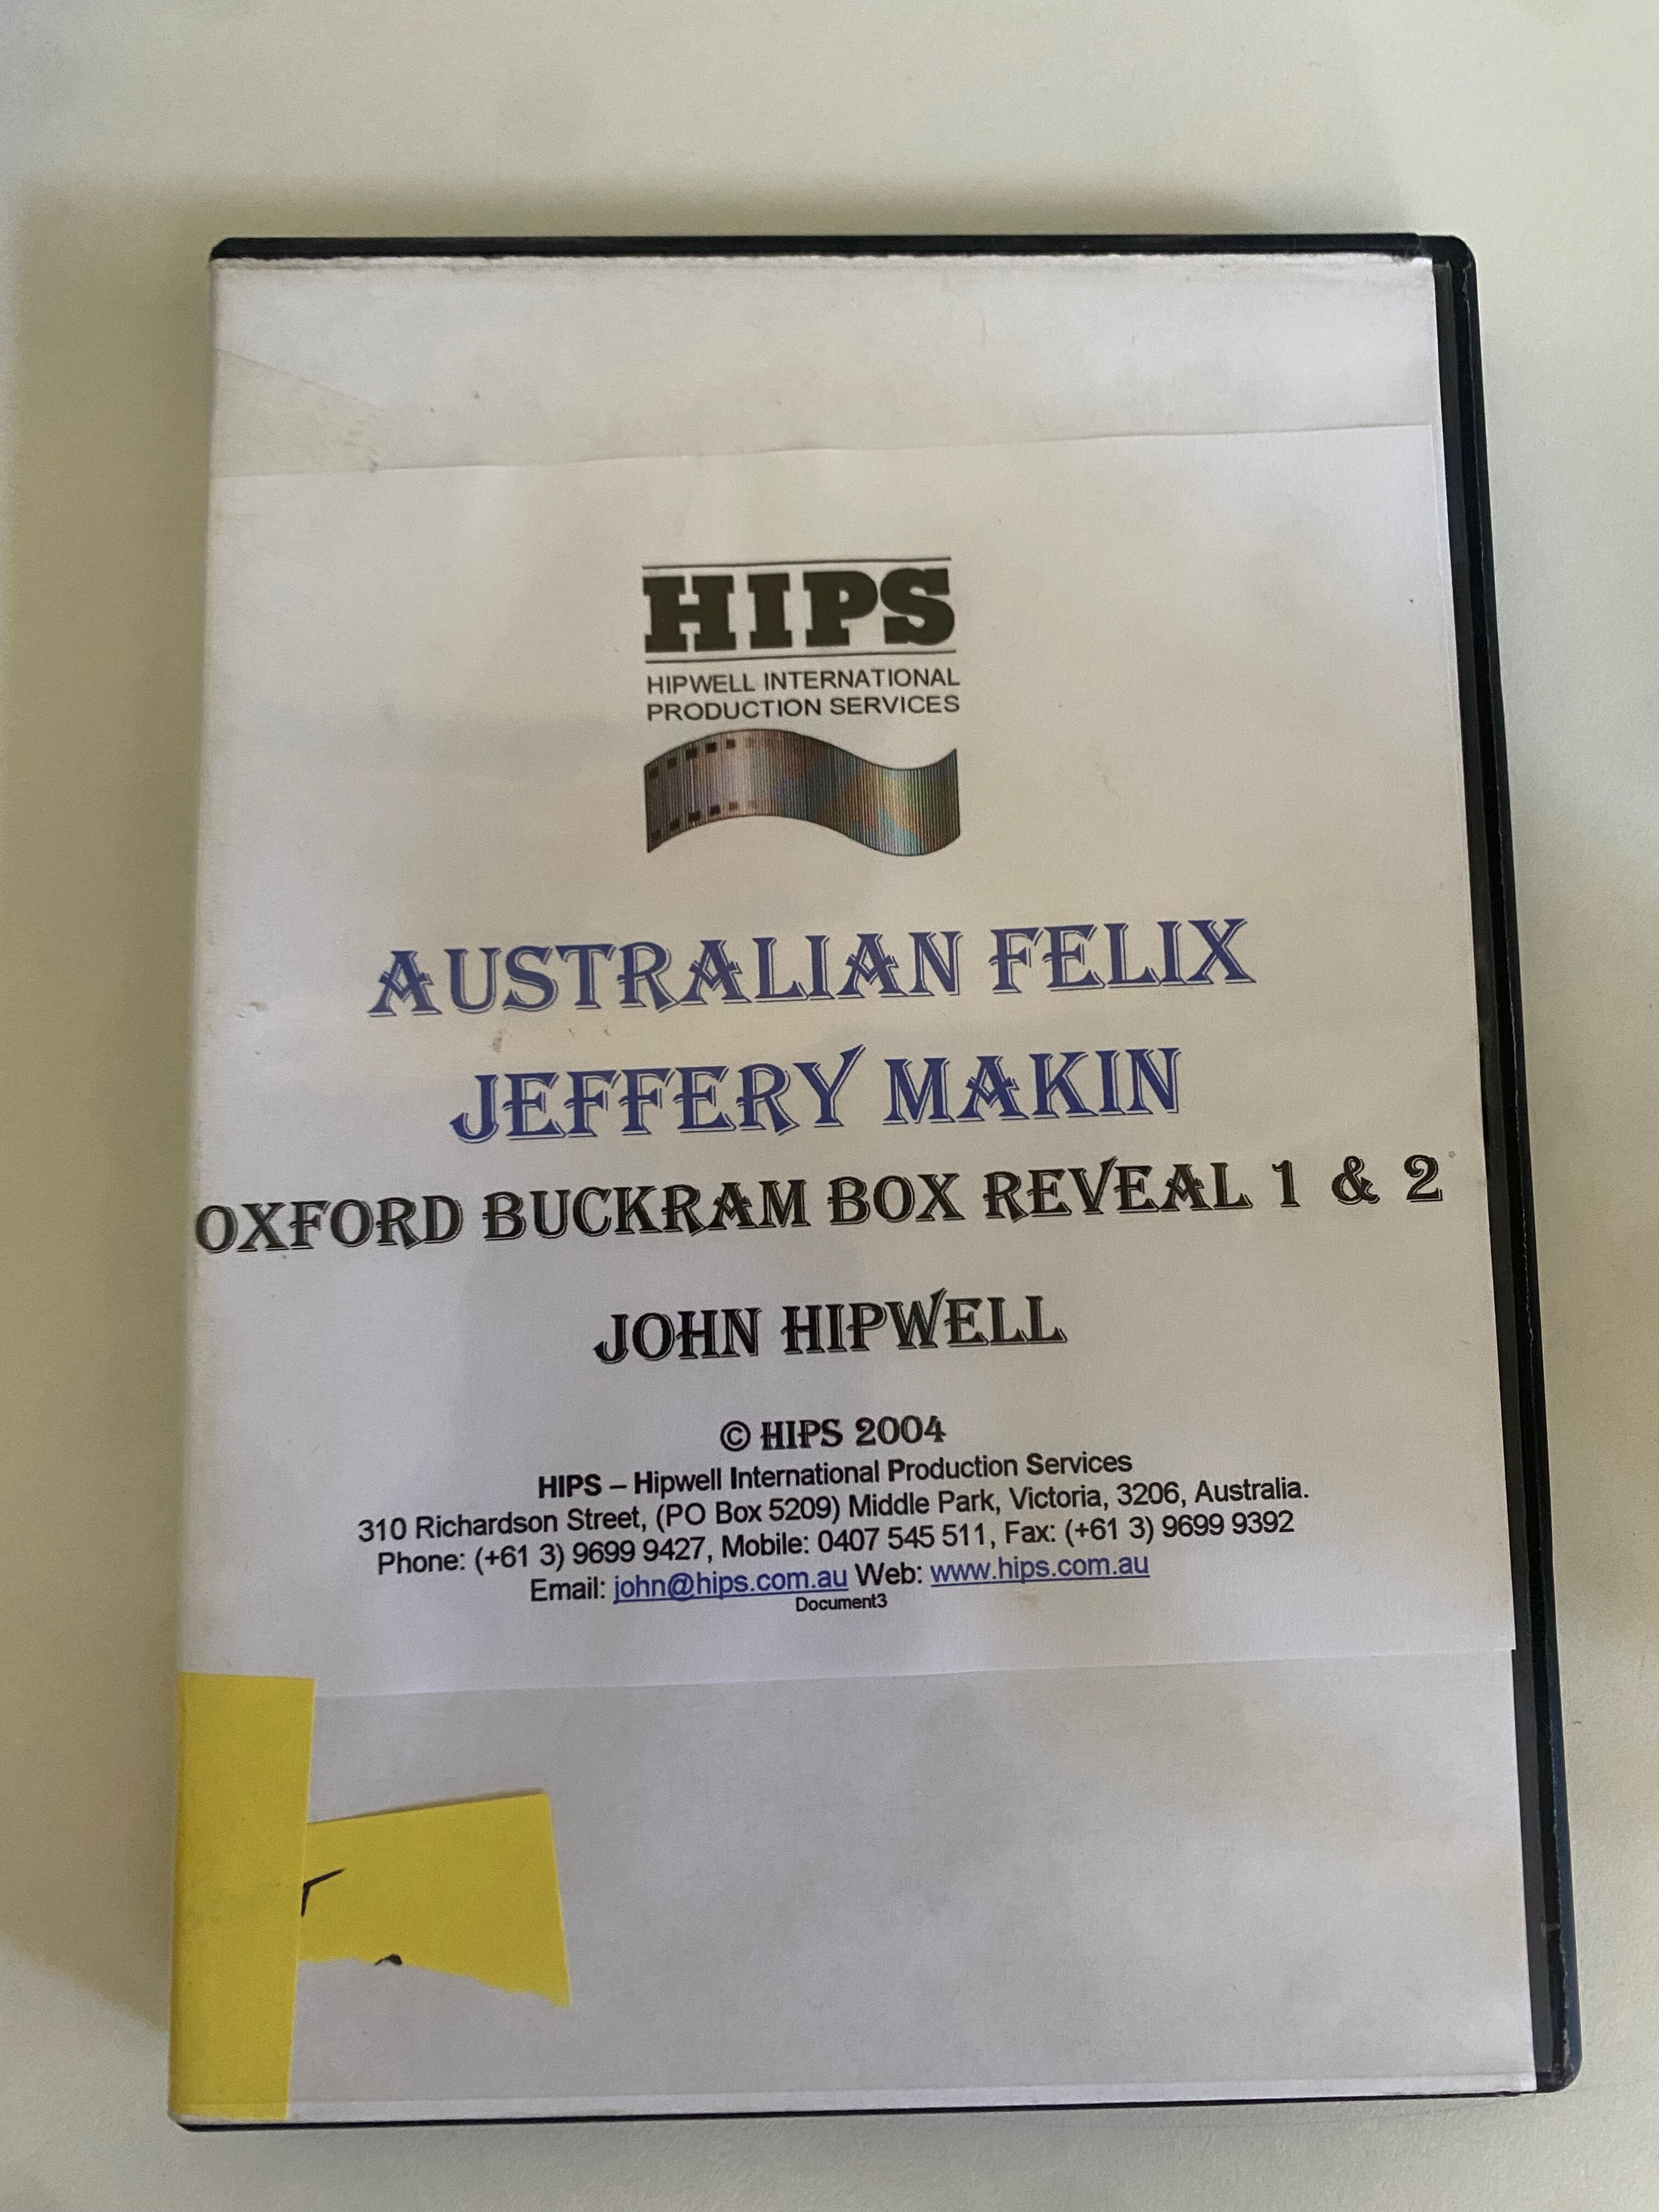 HIPS
HIPWELL INTERNATIONAL
PRODUCTION SERVICES
AUSTRALIAN FELIX
JEFFERY MAKIN
OXFORD BUCKRAM BOX REVEAL 1 & 2
JOHN HIPWELL
© HIPS 2004
HIPS – Hipwell International Production Services
310 Richardson Street, (PO Box 5209) Middle Park, Victoria, 3206, Australia.
Phone: (+61 3) 9699 9427, Mobile: 0407 545 511, Fax: (+61 3) 9699 9392
Email: john@hips.com.au Web: www.hips.com.au
Document3